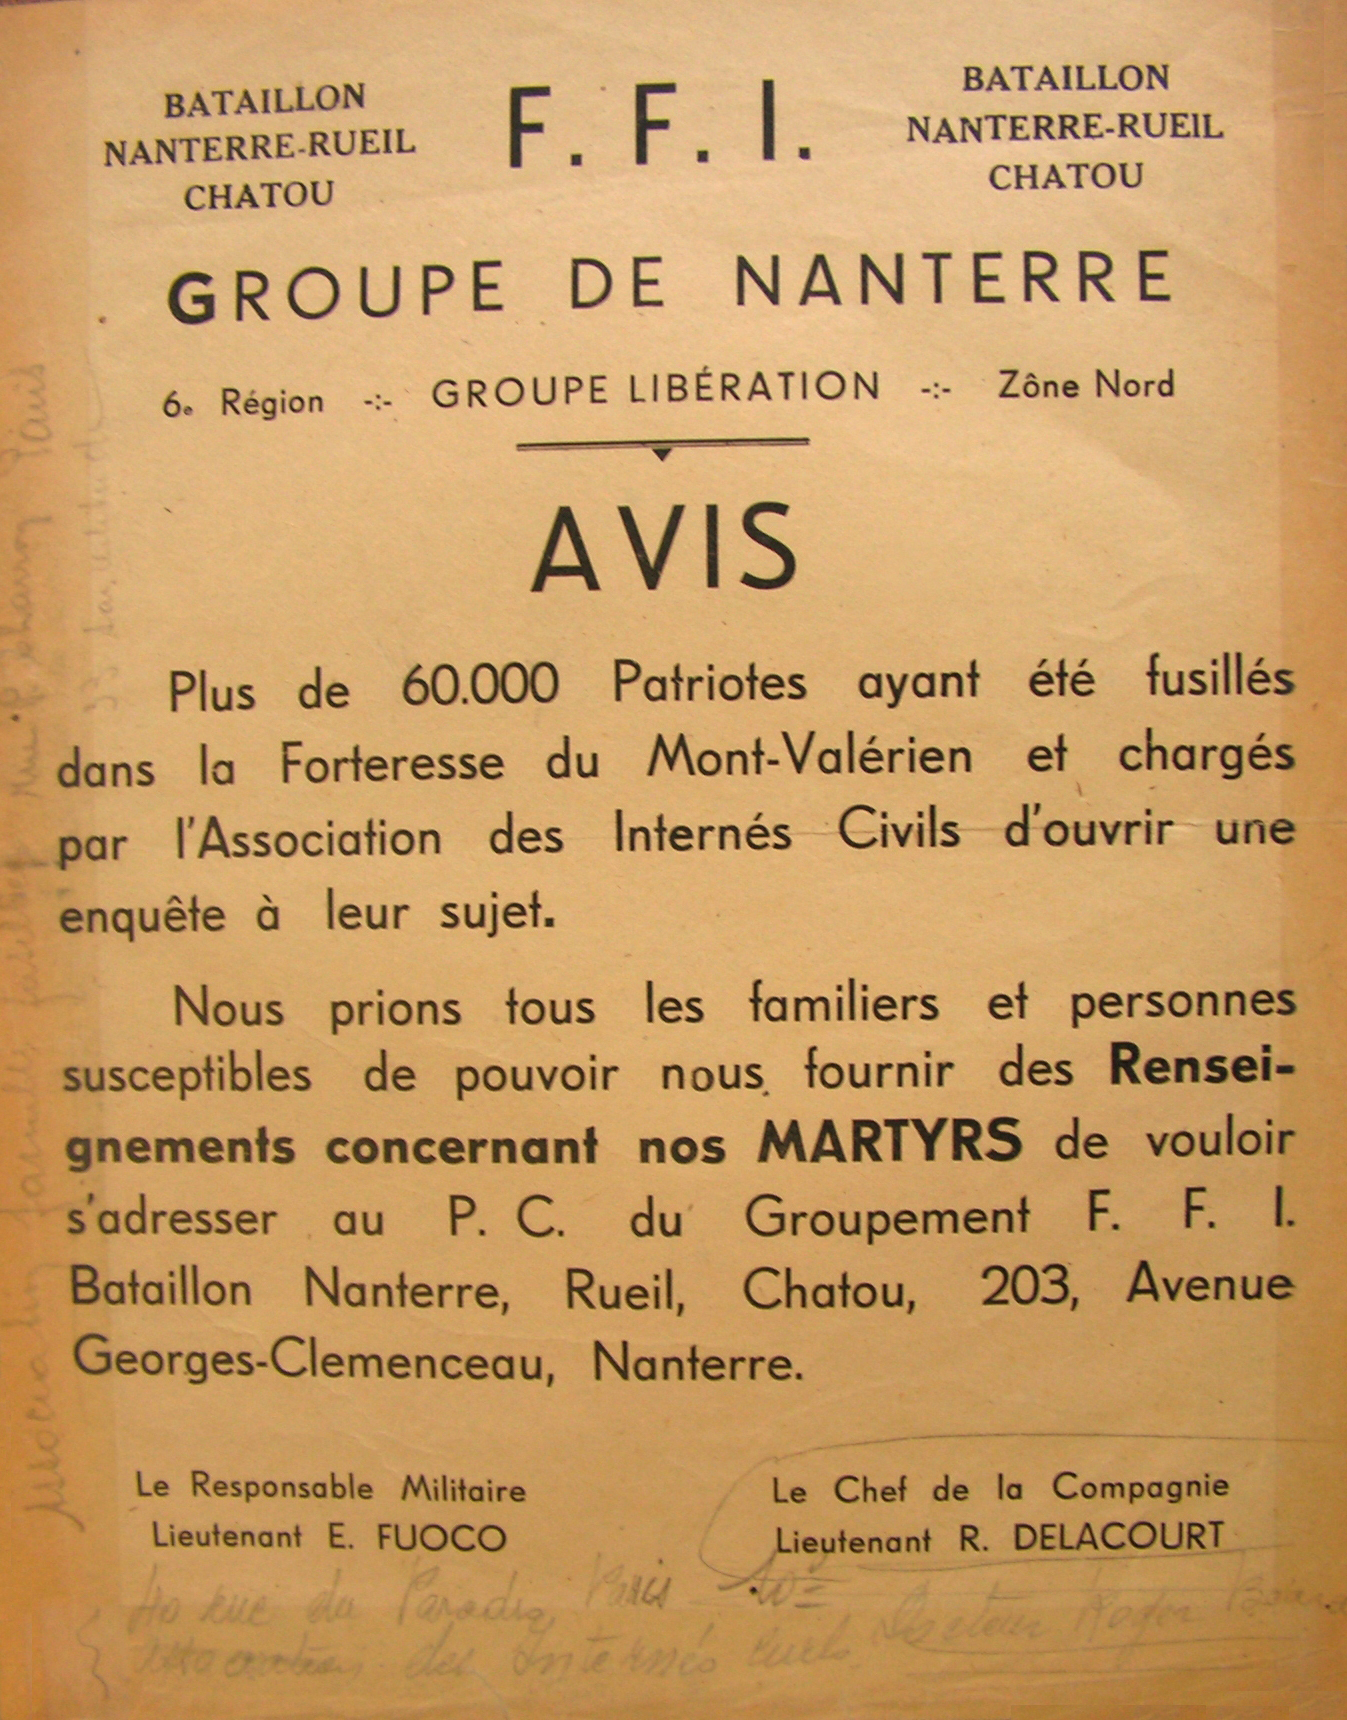 BATAILLON
NANTERRE-RUEIL
CHATOU
F. F. I.
BATAILLON
NANTERRE-RUEIL
CHATOU
GROUPE DE NANTERRE
6e Région -:- GROUPE LIBÉRATION -:- Zône Nord
AVIS
Plus de 60.000 Patriotes ayant été fusillés
dans la Forteresse du Mont-Valérien et chargés
par l'Association des Internés Civils d'ouvrir une
enquête à leur sujet.
Nous prions tous les familiers et personnes
susceptibles de pouvoir nous fournir des Rensei-
gnements concernant nos MARTYRS de vouloir
s'adresser au P. C. du Groupement F. F. I.
Bataillon Nanterre, Rueil, Chatou, 203, Avenue
Georges-Clemenceau, Nanterre.
Le Responsable Militaire
Lieutenant E. FUOCO
Le Chef de la Compagnie
Lieutenant R. DELACOURT
rue du Paradis Paris 10e
Association des Internés civils Docteur Roger